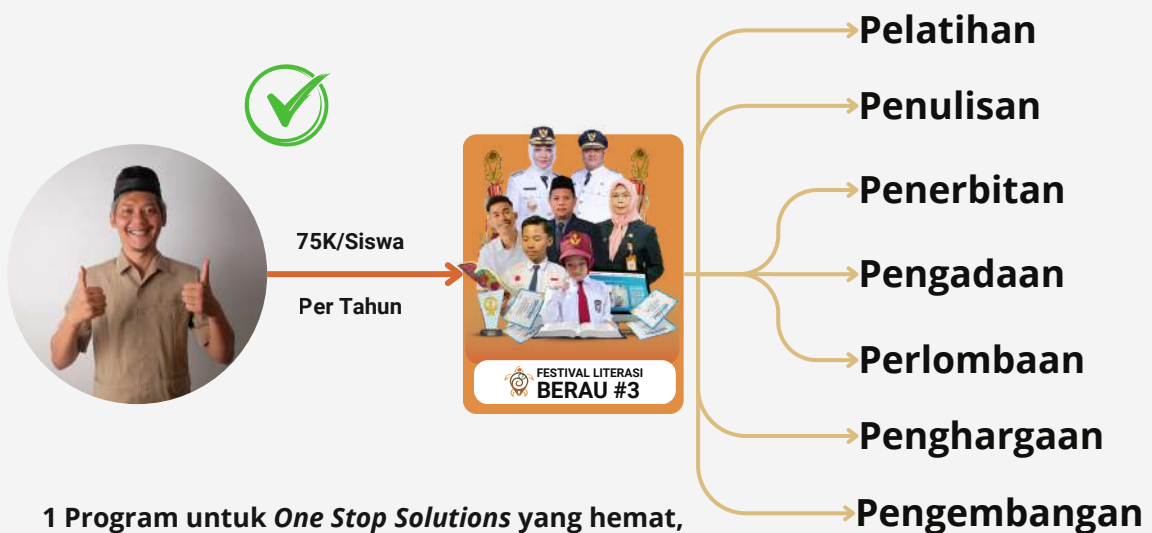 75K/Siswa
Per Tahun
FESTIVAL LITERASI
BERAU #3
Pelatihan
Penulisan
Penerbitan
Pengadaan
Perlombaan
Penghargaan
Pengembangan
1 Program untuk One Stop Solutions yang hemat,